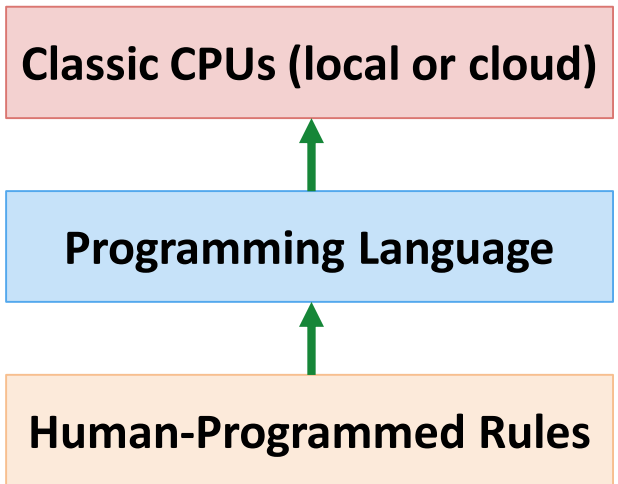 Classic CPUs (local or cloud)
Programming Language
Human-Programmed Rules